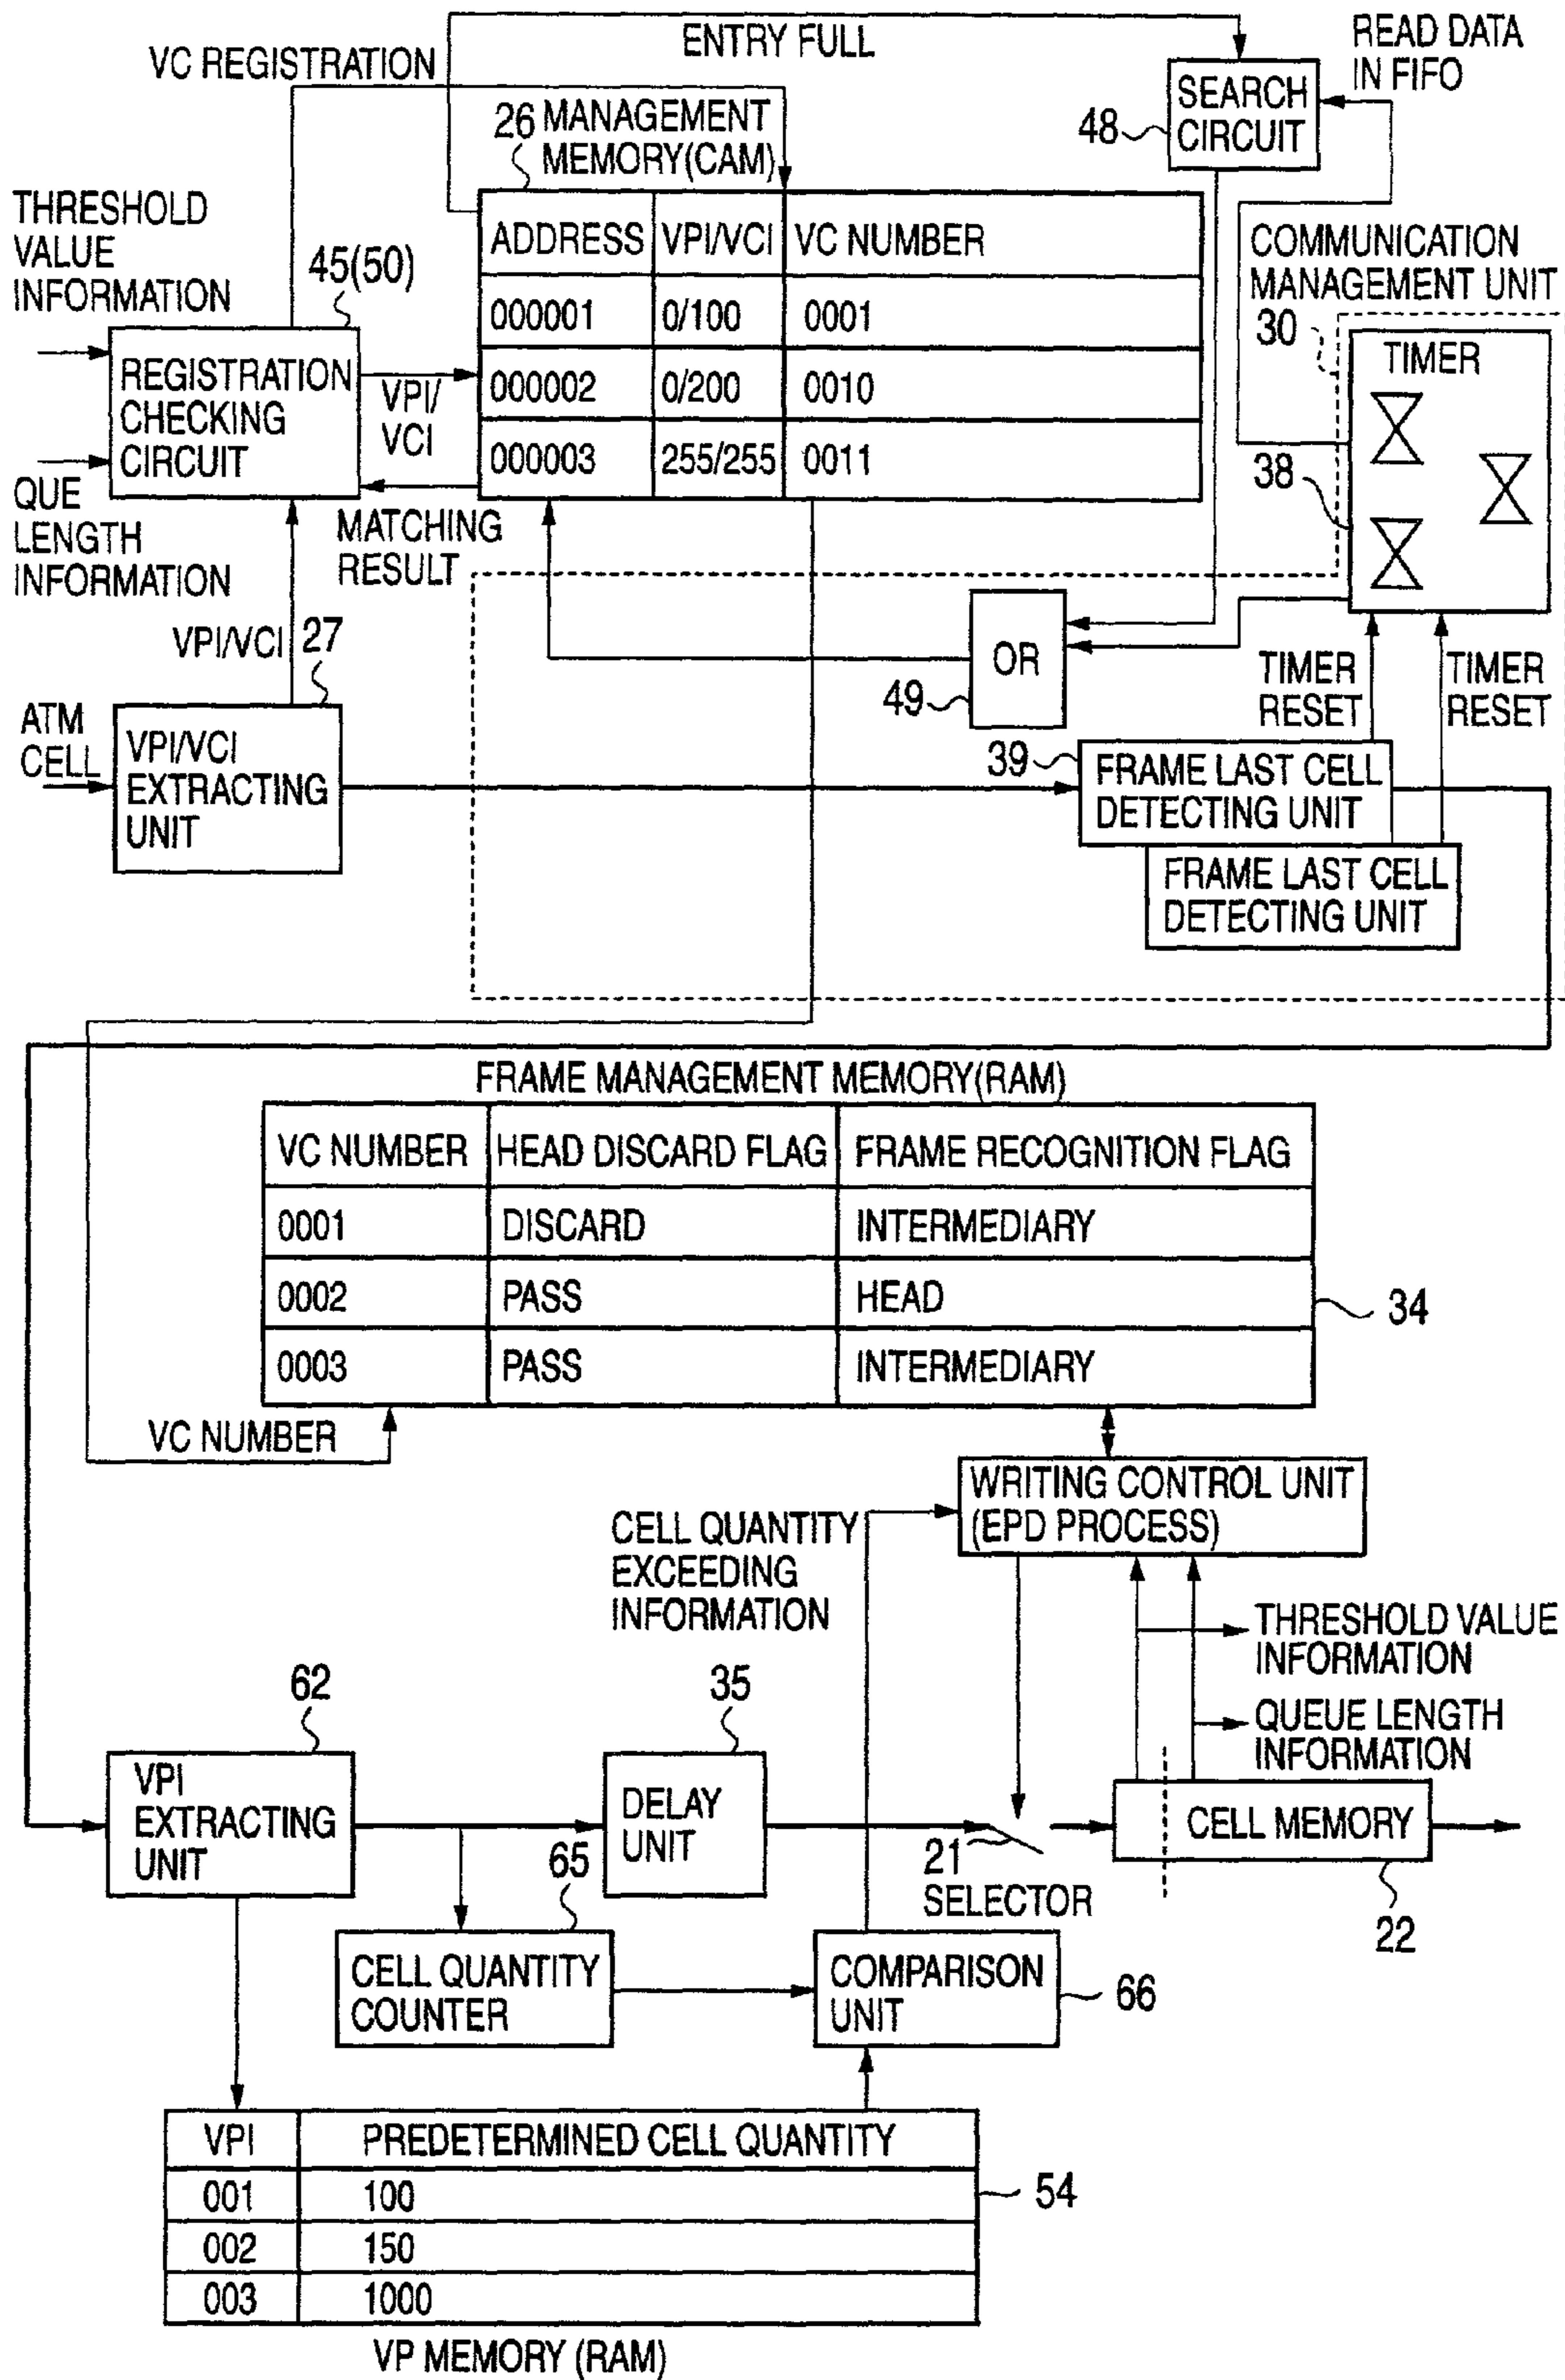 ENTRY FULL
READ DATA
IN FIFO
VC REGISTRATION
SEARCH
CIRCUIT
48
26 MANAGEMENT
MEMORY(CAM)
THRESHOLD
VALUE
INFORMATION
45(50)
ADDRESS VPI/VCI VC NUMBER
000001 0/100 0001
000002 0/200 0010
000003 255/255 0011
COMMUNICATION
MANAGEMENT UNIT
30
TIMER
38
REGISTRATION
CHECKING
CIRCUIT
VPI/
VCI
QUE
LENGTH
INFORMATION
MATCHING
RESULT
VPI/VCI
27
OR
49
TIMER
RESET
TIMER
RESET
ATM
CELL
VPI/VCI
EXTRACTING
UNIT
39
FRAME LAST CELL
DETECTING UNIT
FRAME LAST CELL
DETECTING UNIT
FRAME MANAGEMENT MEMORY(RAM)
VC NUMBER HEAD DISCARD FLAG FRAME RECOGNITION FLAG
0001 DISCARD INTERMEDIARY
0002 PASS HEAD
0003 PASS INTERMEDIARY
34
VC NUMBER
WRITING CONTROL UNIT
(EPD PROCESS)
CELL QUANTITY
EXCEEDING
INFORMATION
THRESHOLD VALUE
INFORMATION
QUEUE LENGTH
INFORMATION
62
35
VPI
EXTRACTING
UNIT
DELAY
UNIT
21
SELECTOR
CELL MEMORY
22
65
CELL QUANTITY
COUNTER
COMPARISON
UNIT
66
VPI PREDETERMINED CELL QUANTITY
001 100
002 150
003 1000
54
VP MEMORY (RAM)